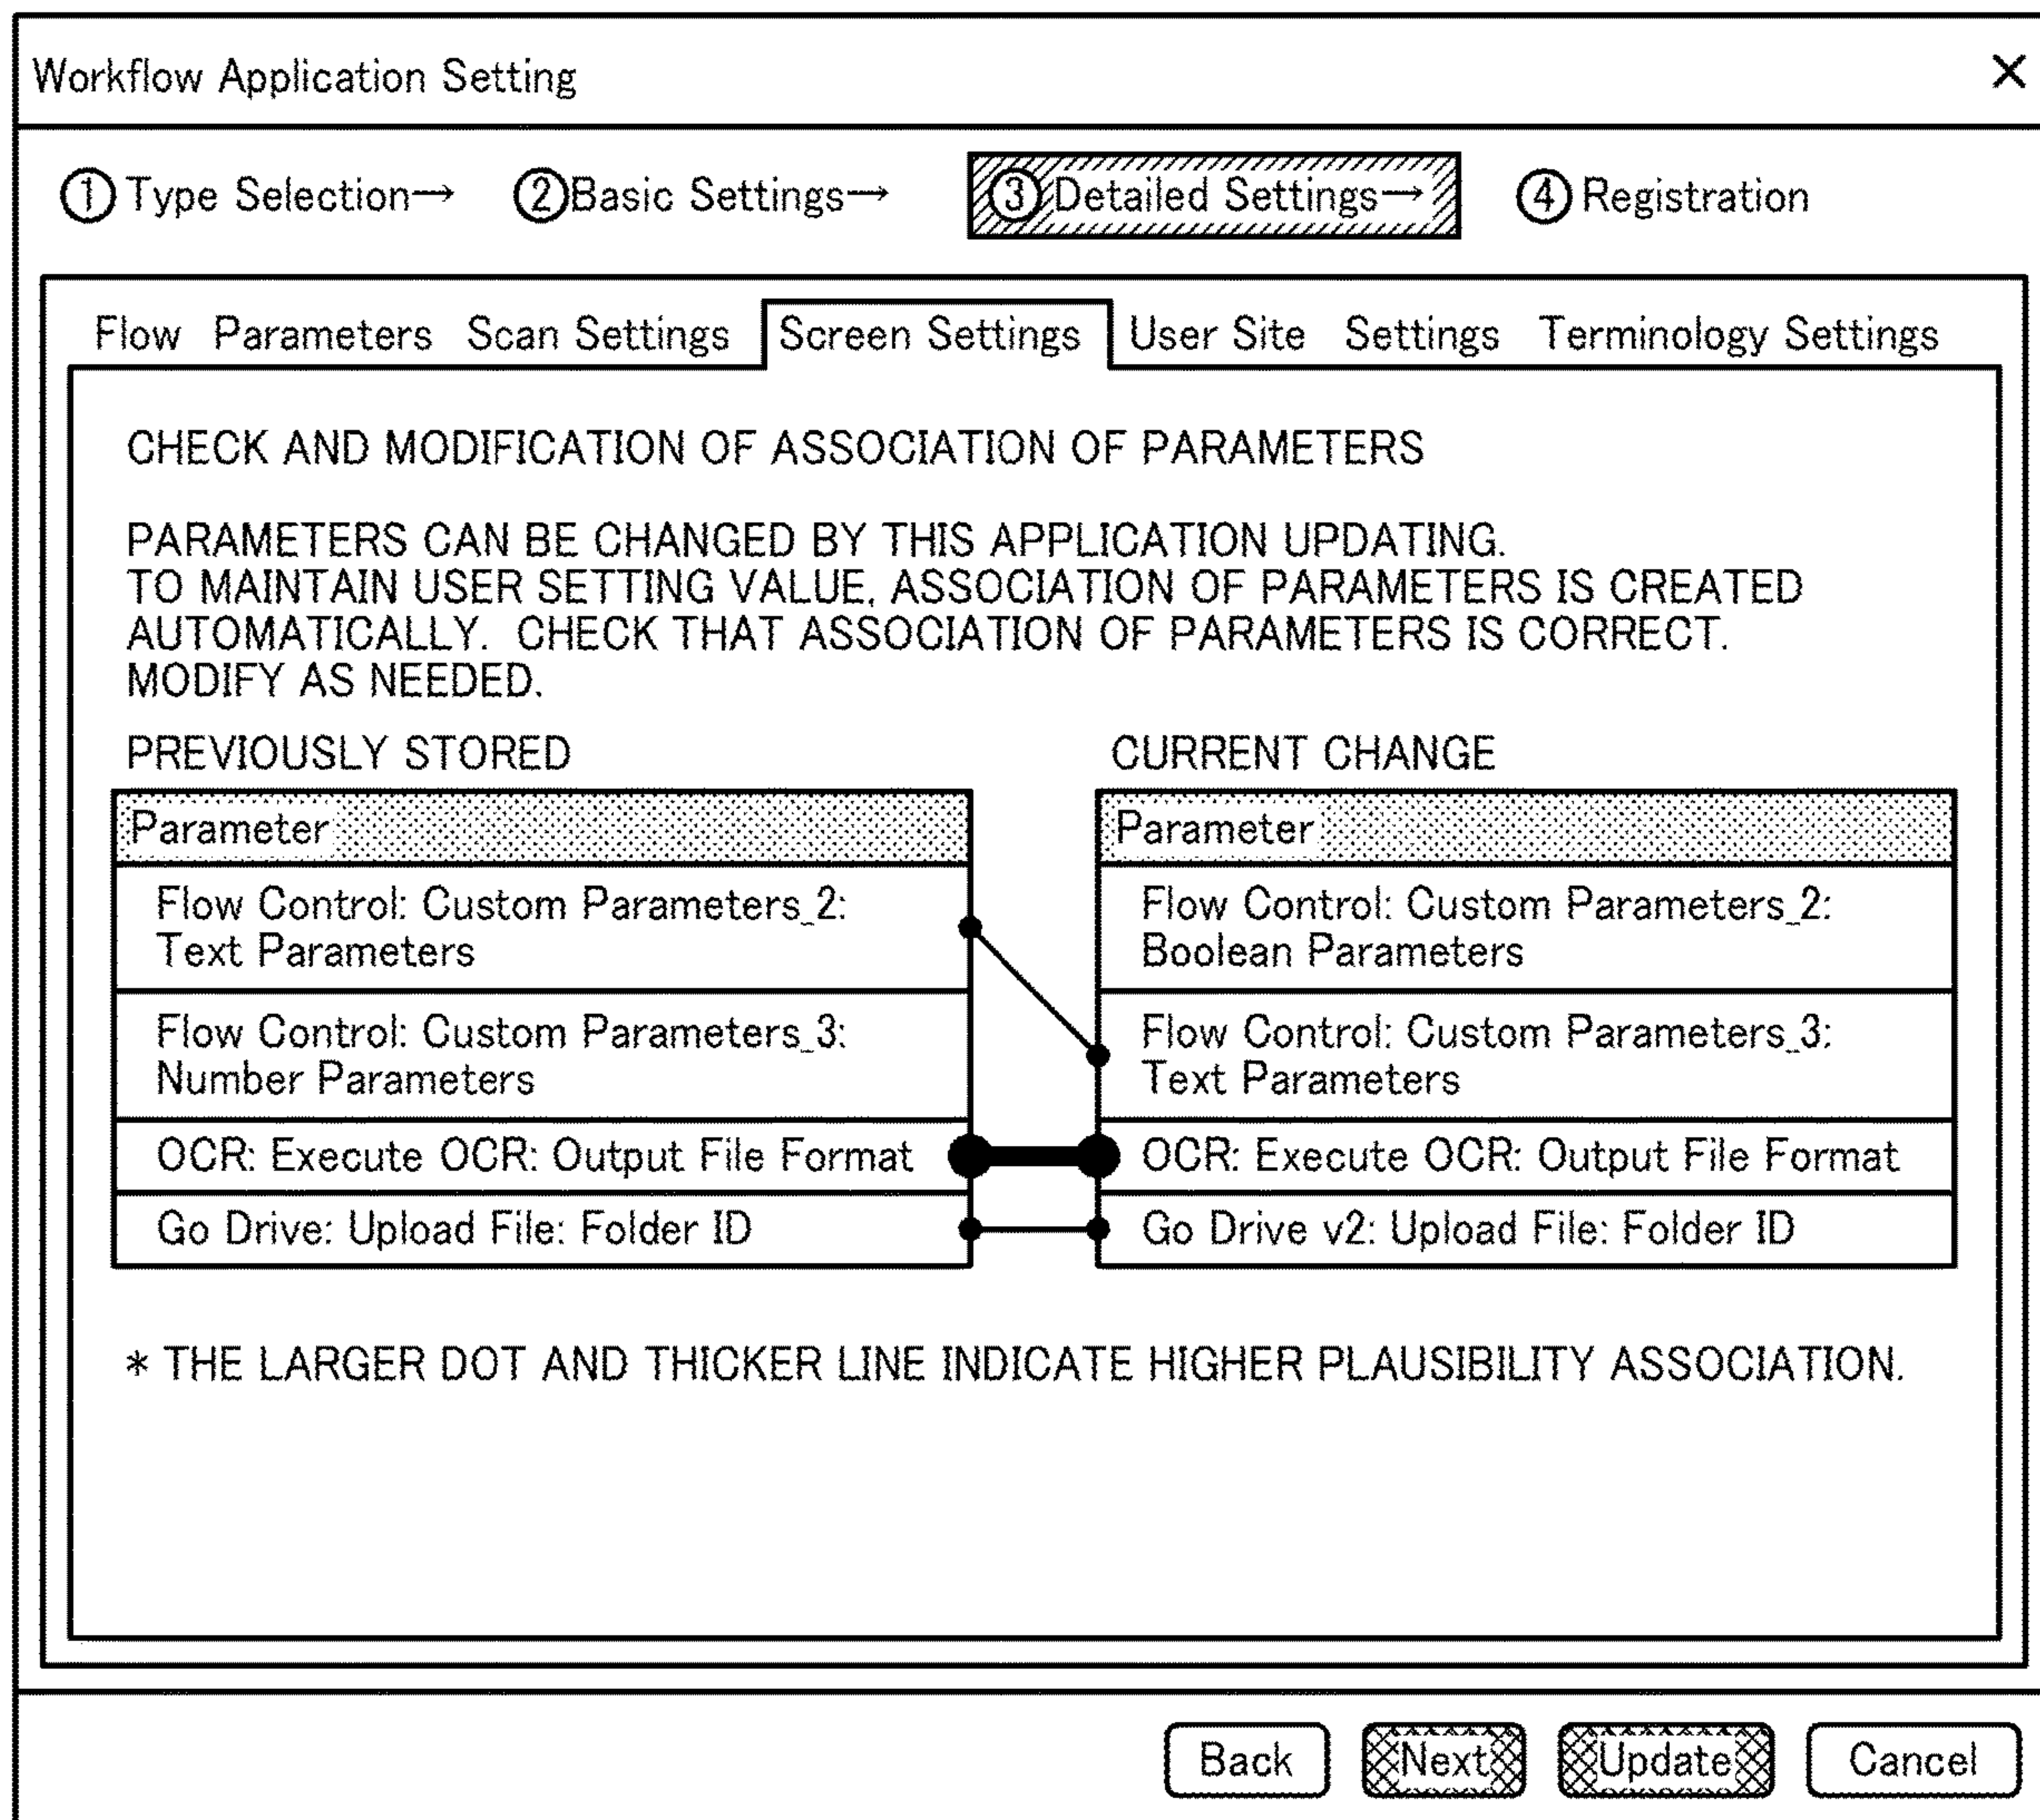 Workflow Application Setting ×
① Type Selection→ ②Basic Settings→ ③Detailed Settings→ ④Registration
Flow Parameters Scan Settings Screen Settings User Site Settings Terminology Settings
CHECK AND MODIFICATION OF ASSOCIATION OF PARAMETERS
PARAMETERS CAN BE CHANGED BY THIS APPLICATION UPDATING.
TO MAINTAIN USER SETTING VALUE, ASSOCIATION OF PARAMETERS IS CREATED
AUTOMATICALLY. CHECK THAT ASSOCIATION OF PARAMETERS IS CORRECT.
MODIFY AS NEEDED.
PREVIOUSLY STORED
Parameter
Flow Control: Custom Parameters_2:
Text Parameters
Flow Control: Custom Parameters_3:
Number Parameters
OCR: Execute OCR: Output File Format
Go Drive: Upload File: Folder ID
CURRENT CHANGE
Parameter
Flow Control: Custom Parameters_2:
Boolean Parameters
Flow Control: Custom Parameters_3:
Text Parameters
OCR: Execute OCR: Output File Format
Go Drive v2: Upload File: Folder ID
* THE LARGER DOT AND THICKER LINE INDICATE HIGHER PLAUSIBILITY ASSOCIATION.
Back Next Update Cancel